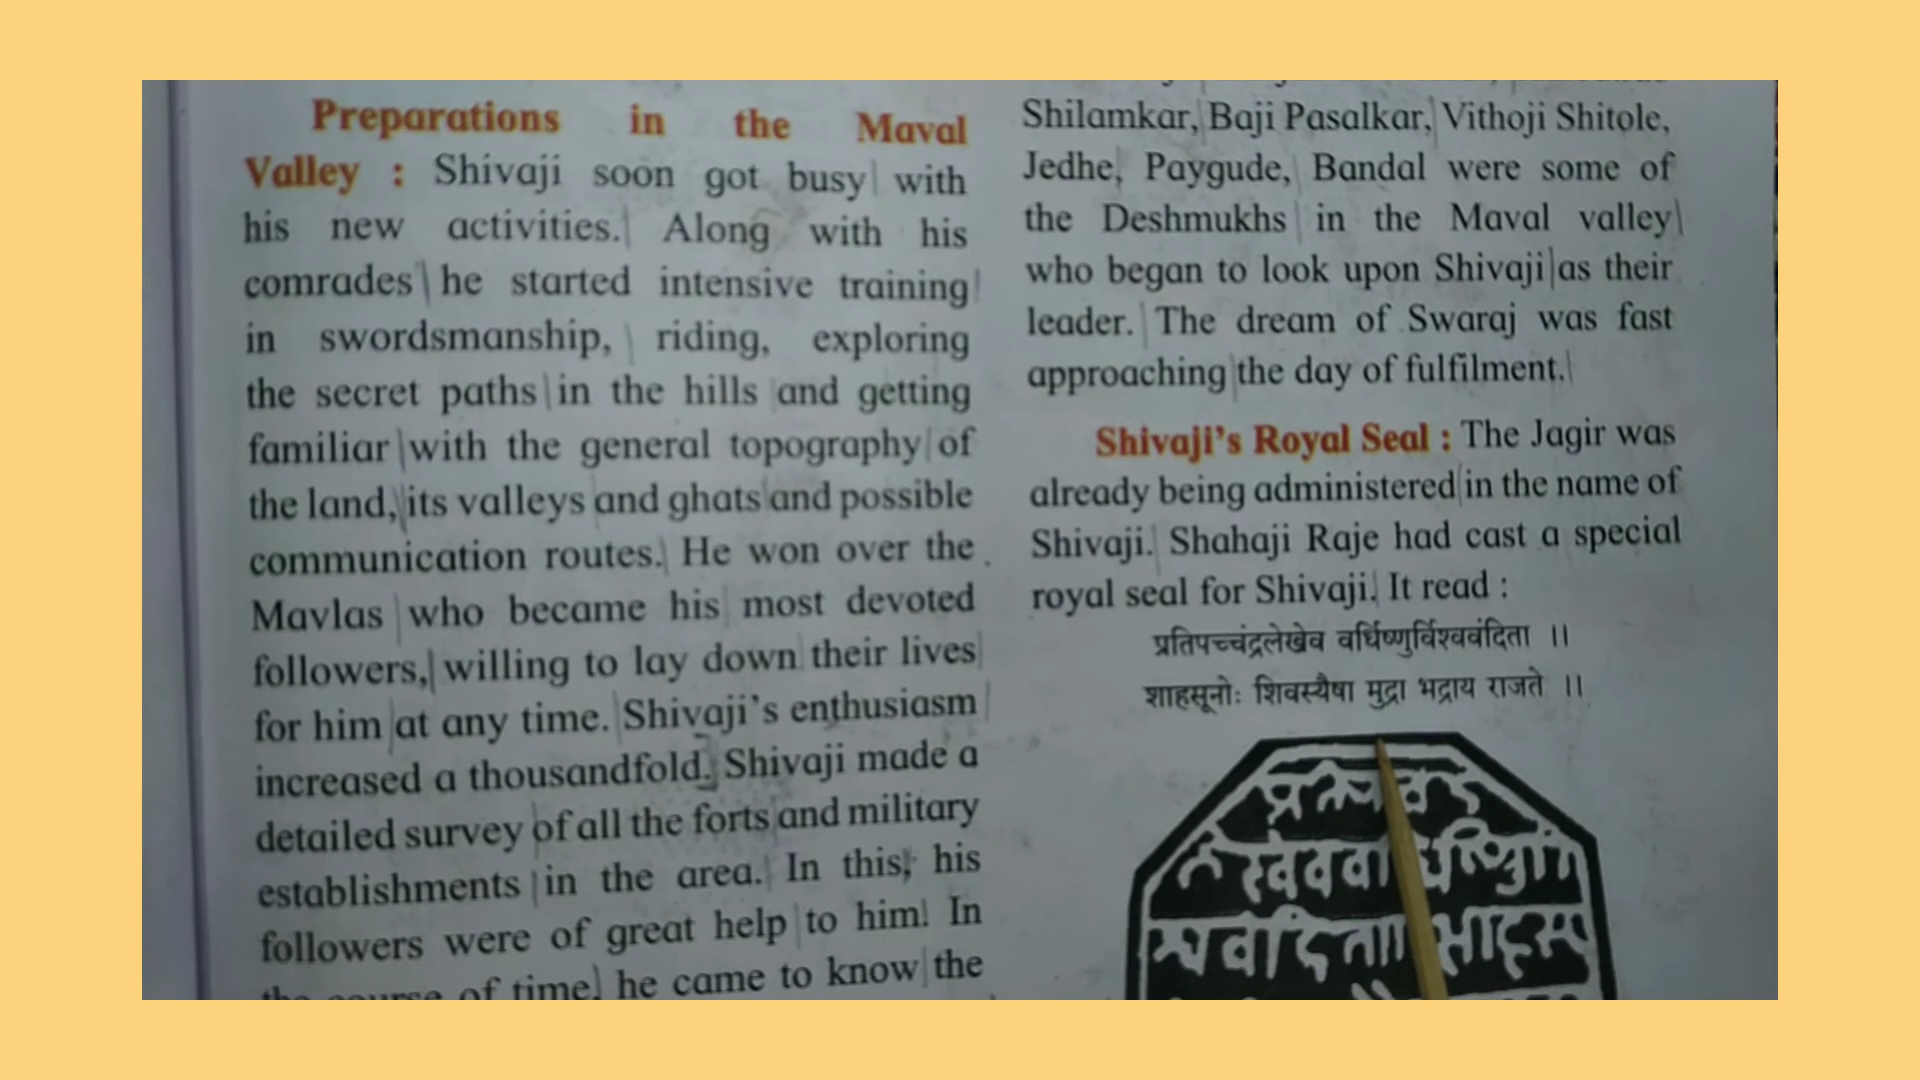 Preparations in the Maval
Valley : Shivaji soon got busy with
his new activities. Along with his
comrades he started intensive training
in swordsmanship, riding, exploring
the secret paths in the hills and getting
familiar with the general topography of
the land, its valleys and ghats and possible
communication routes. He won over the
Mavlas who became his most devoted
followers, willing to lay down their lives
for him at any time. Shivaji's enthusiasm
increased a thousandfold. Shivaji made a
detailed survey of all the forts and military
establishments in the area. In this, his
followers were of great help to him. In
the course of time, he came to know the
Shilamkar, Baji Pasalkar, Vithoji Shitole,
Jedhe, Paygude, Bandal were some of
the Deshmukhs in the Maval valley
who began to look upon Shivaji as their
leader. The dream of Swaraj was fast
approaching the day of fulfilment.
Shivaji's Royal Seal : The Jagir was
already being administered in the name of
Shivaji. Shahaji Raje had cast a special
royal seal for Shivaji. It read :
प्रतिपच्चंद्रलेखेव वर्धिष्णुर्विश्ववंदिता ।।
शाहसूनोः शिवस्यैषा मुद्रा भद्राय राजते ।।